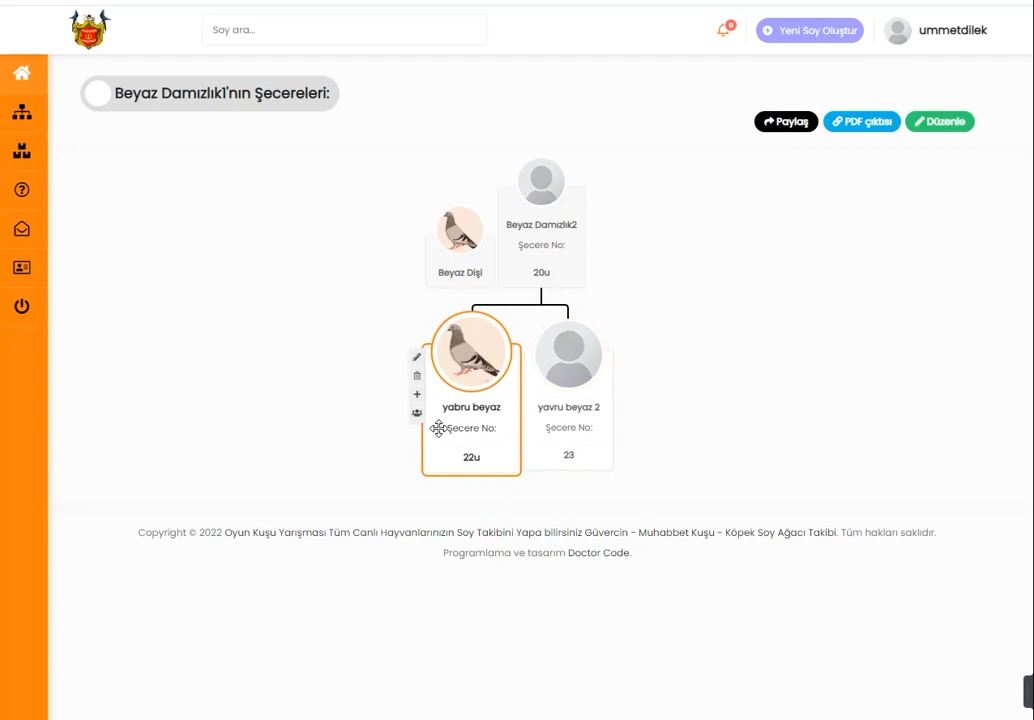 Soy ara...
0
Yeni Soy Oluştur
ummetdilek
Beyaz Damızlık1'nın Şecereleri:
Paylaş
PDF çıktısı
Düzenle
Beyaz Damızlık2
Şecere No:
20u
Beyaz Dişi
yabru beyaz
Şecere No:
22u
yavru beyaz 2
Şecere No:
23
Copyright © 2022 Oyun Kuşu Yarışması Tüm Canlı Hayvanlarınızın Soy Takibini Yapa bilirsiniz Güvercin - Muhabbet Kuşu - Köpek Soy Ağacı Takibi. Tüm hakları saklıdır.
Programlama ve tasarım Doctor Code.